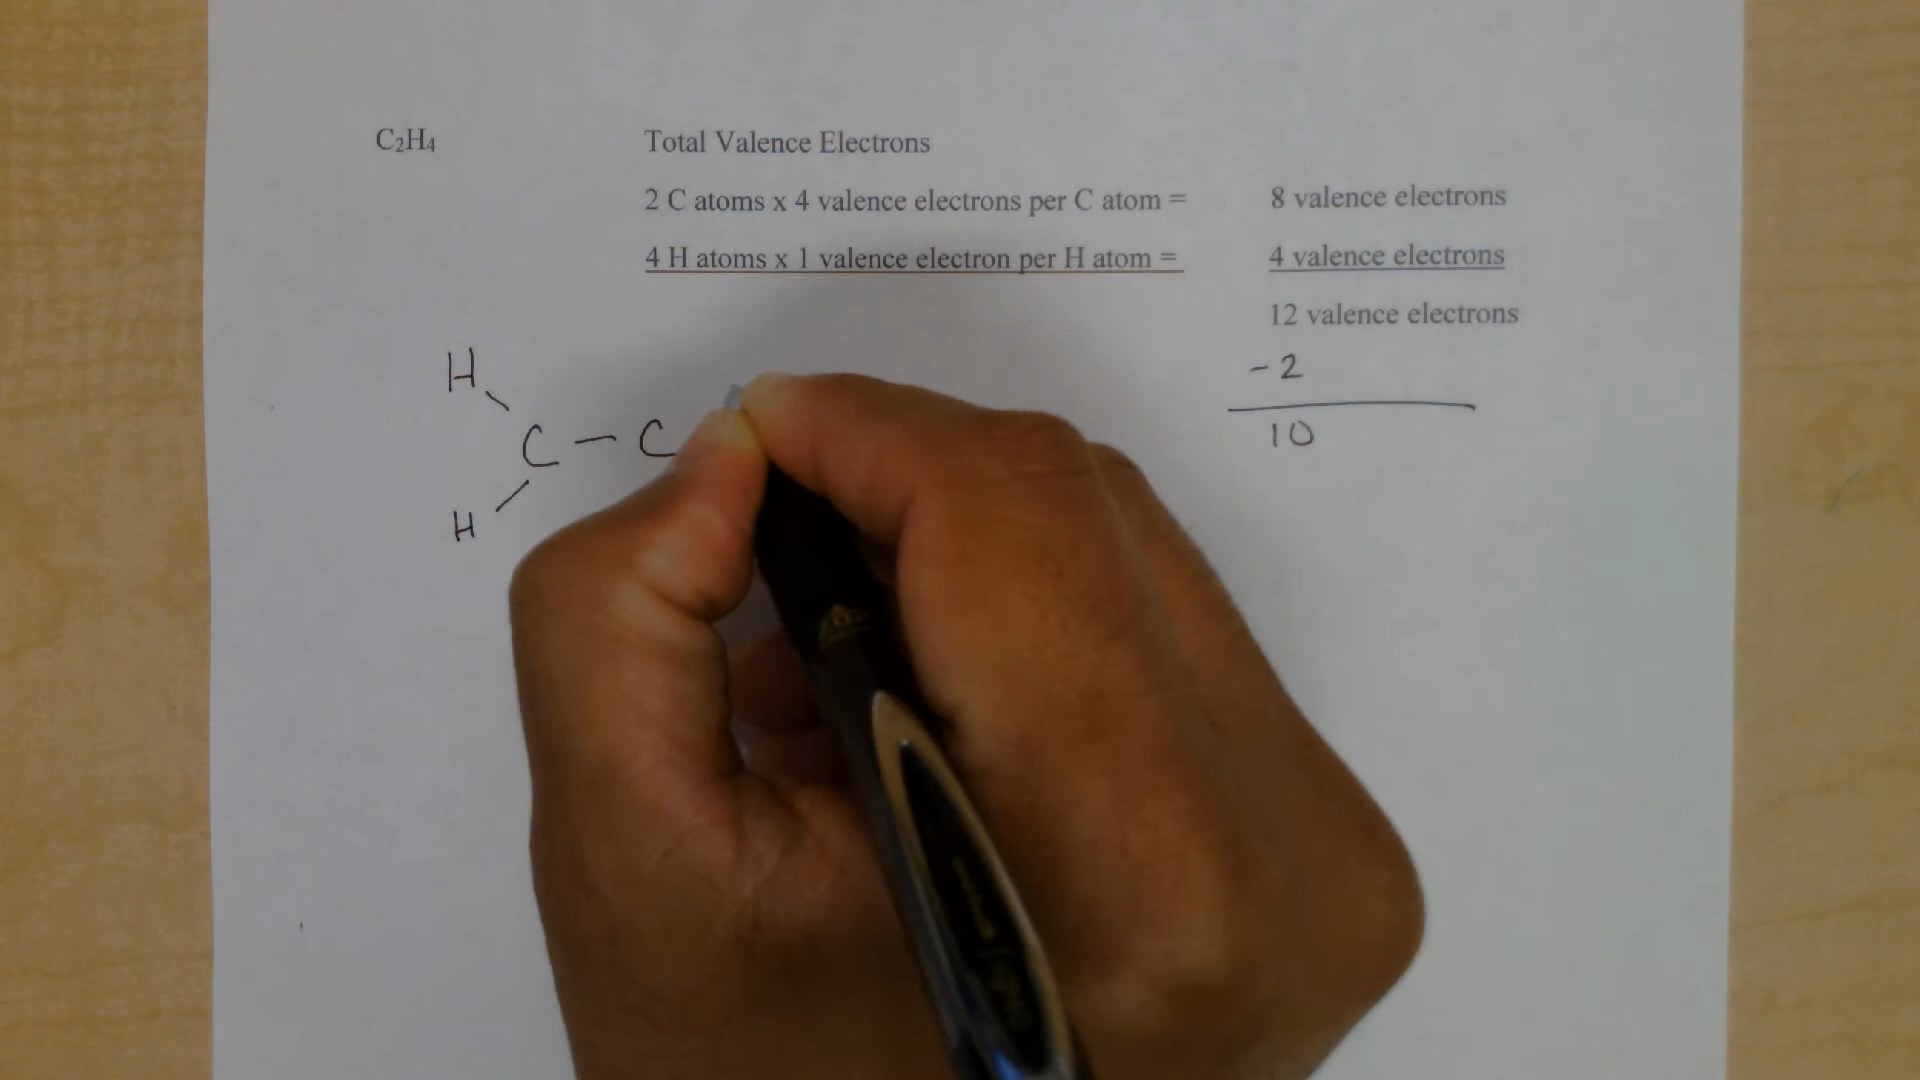 C₂H₄ Total Valence Electrons
2 C atoms x 4 valence electrons per C atom = 8 valence electrons
4 H atoms x 1 valence electron per H atom = 4 valence electrons
12 valence electrons
- 2
10
H
C - C
H